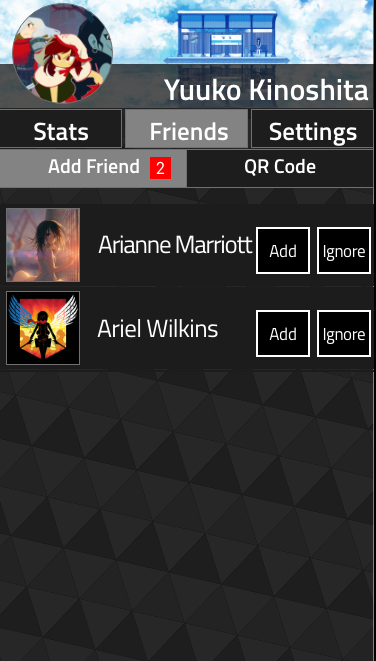 Yuuko Kinoshita
Stats Friends Settings
Add Friend 2 QR Code
Arianne Marriott Add Ignore
Ariel Wilkins Add Ignore